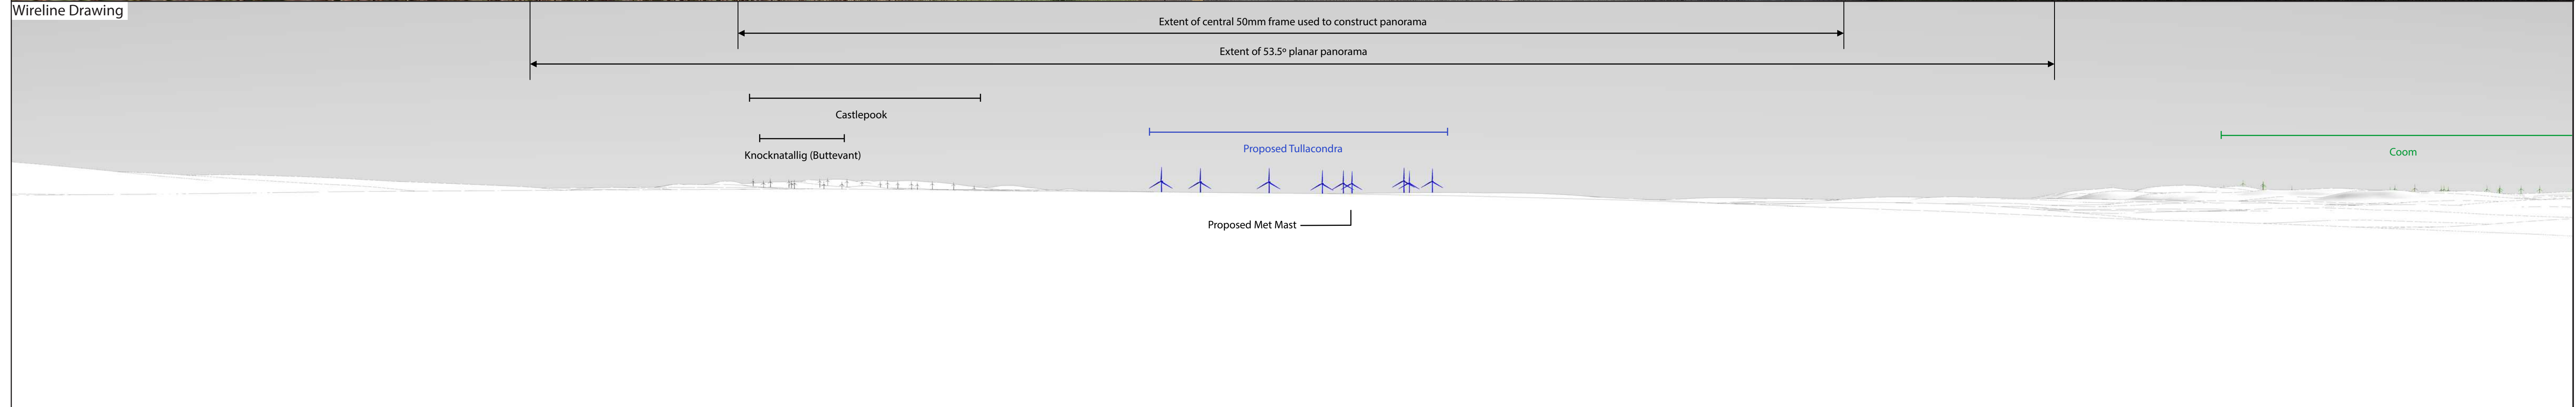 Wireline Drawing
Extent of central 50mm frame used to construct panorama
Extent of 53.5º planar panorama
Castlepook
Proposed Tullacondra
Knocknatallig (Buttevant)
Coom
Proposed Met Mast